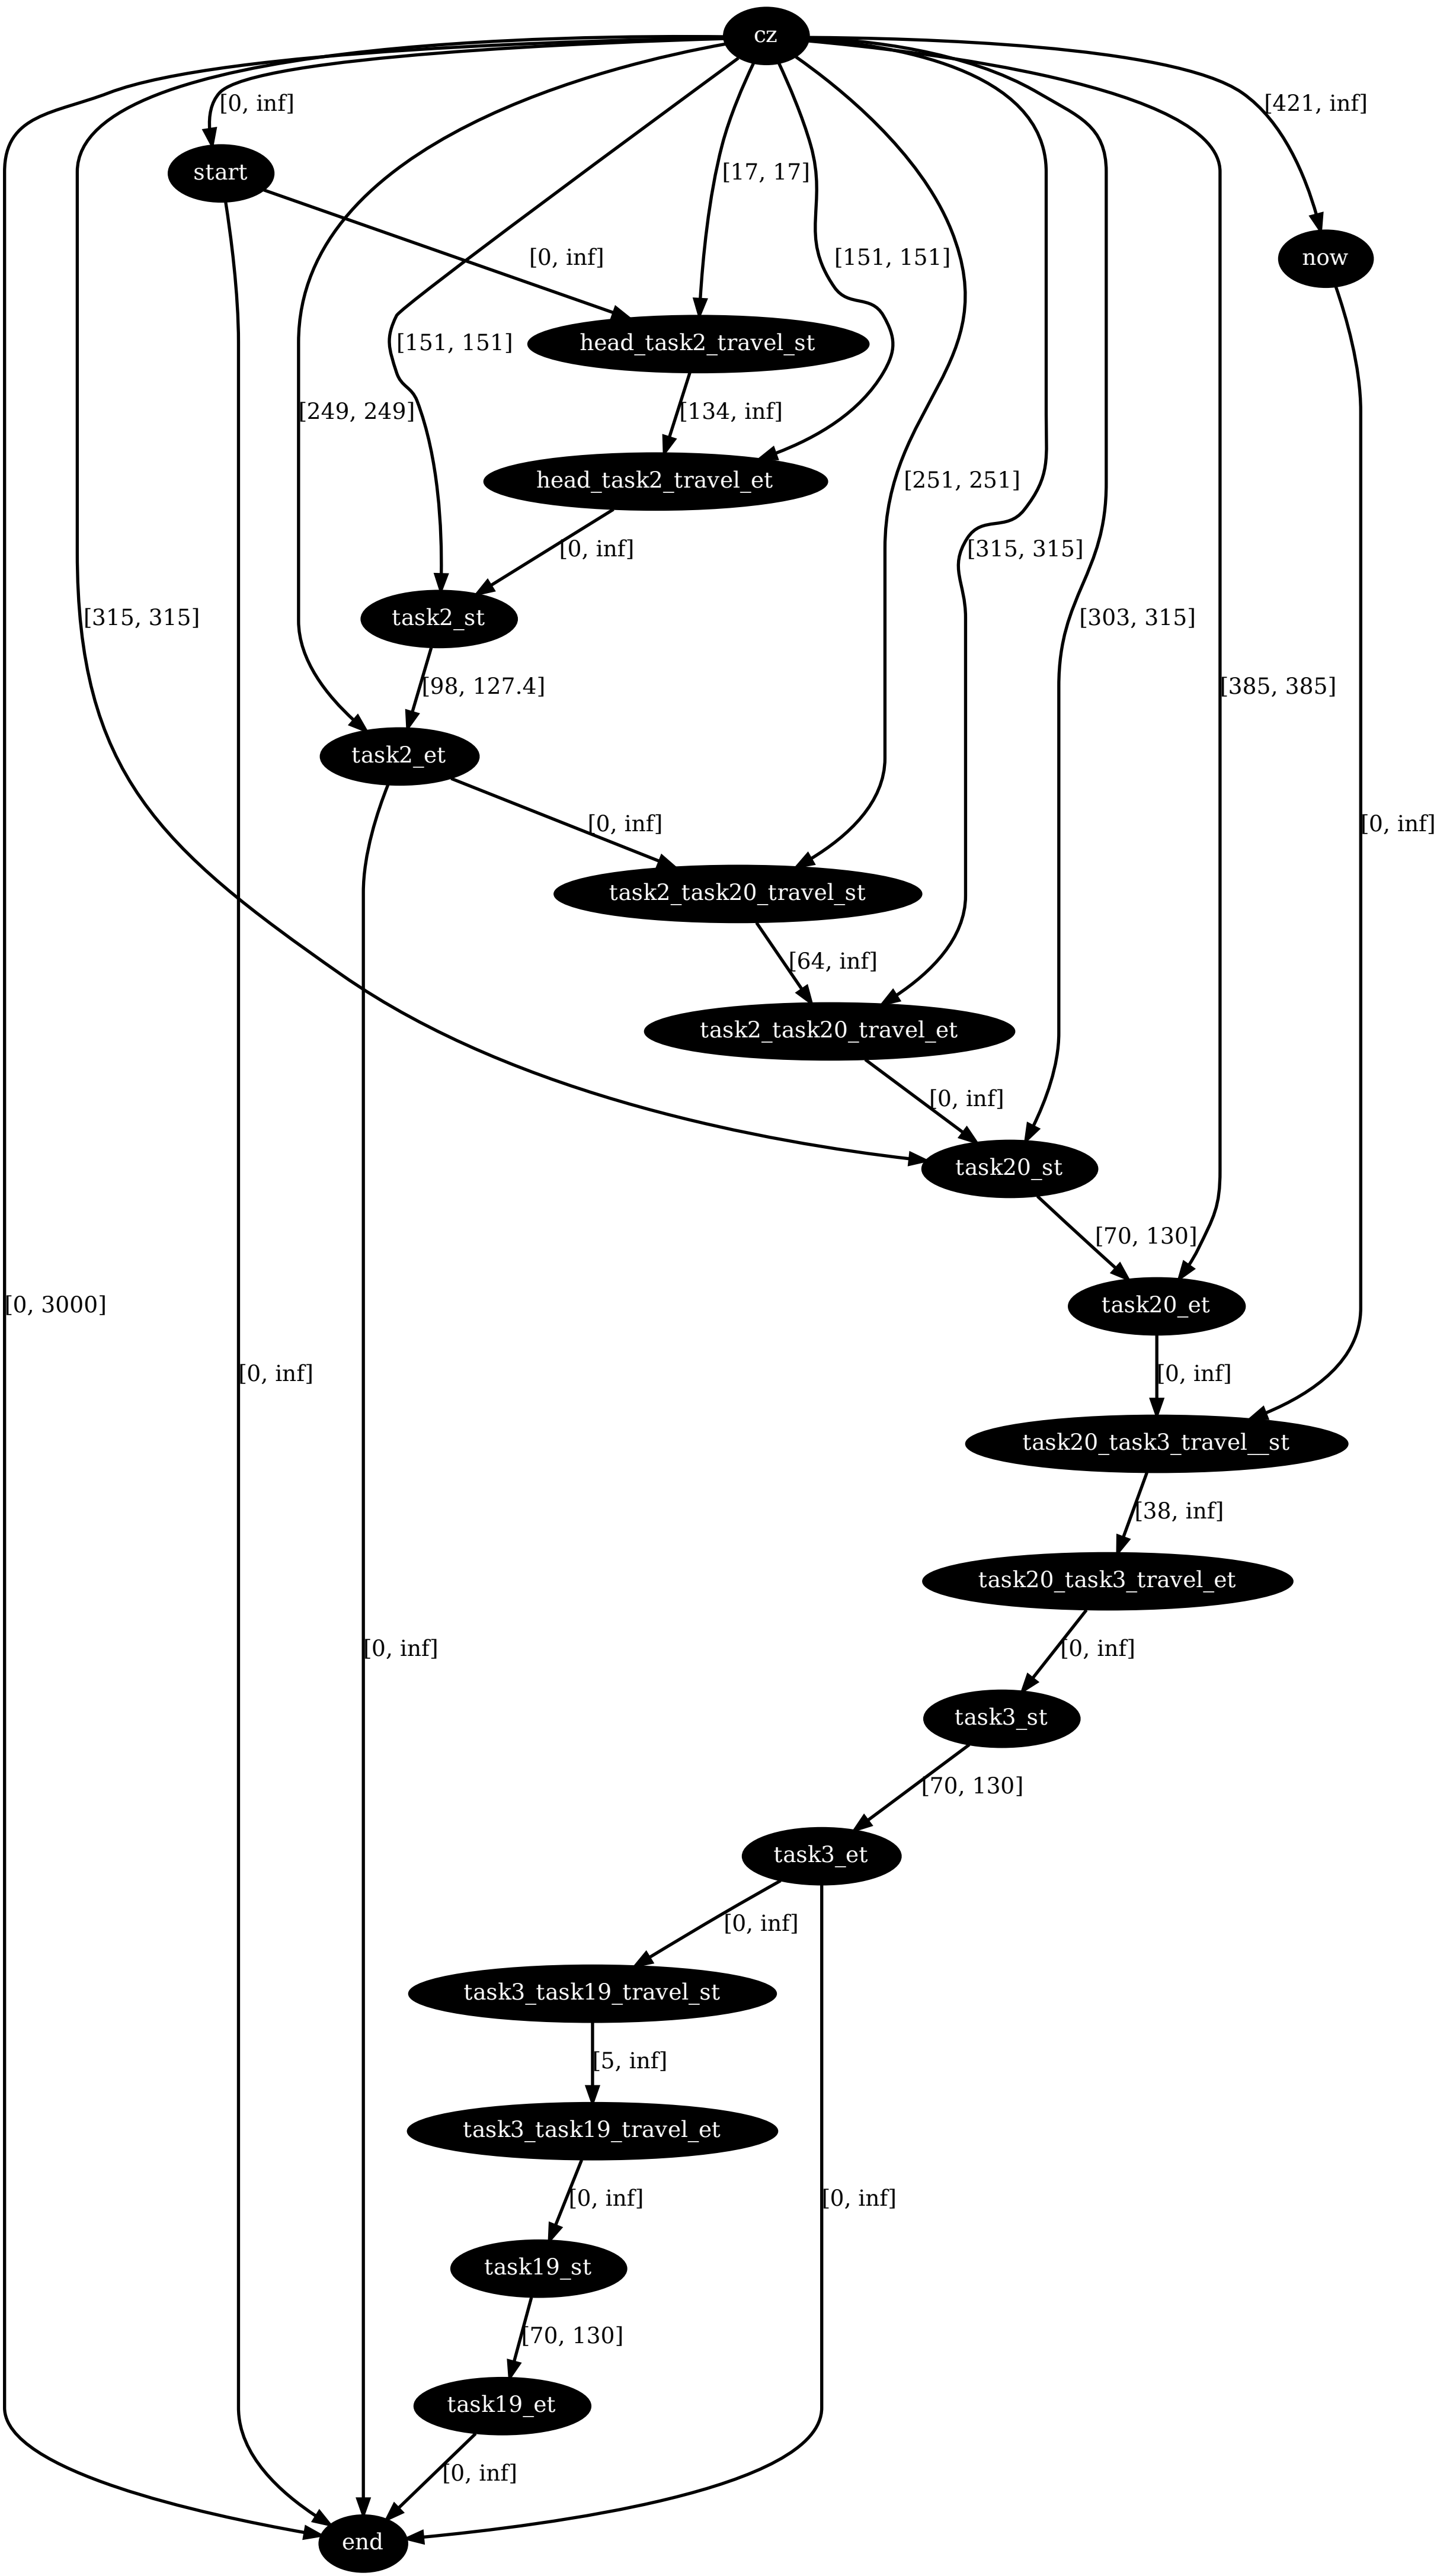 cz
[0, inf]
[421, inf]
start
[17, 17]
now
[0, inf]
[151, 151]
head_task2_travel_st
[151, 151]
[249, 249]
[134, inf]
head_task2_travel_et
[251, 251]
[0, inf]
[315, 315]
task2_st
[315, 315]
[303, 315]
[98, 127.4]
[385, 385]
task2_et
[0, inf]
[0, inf]
task2_task20_travel_st
[64, inf]
task2_task20_travel_et
[0, inf]
task20_st
[70, 130]
task20_et
[0, 3000]
[0, inf]
[0, inf]
task20_task3_travel__st
[38, inf]
task20_task3_travel_et
[0, inf]
[0, inf]
task3_st
[70, 130]
task3_et
[0, inf]
task3_task19_travel_st
[5, inf]
task3_task19_travel_et
[0, inf]
[0, inf]
task19_st
[70, 130]
task19_et
[0, inf]
end